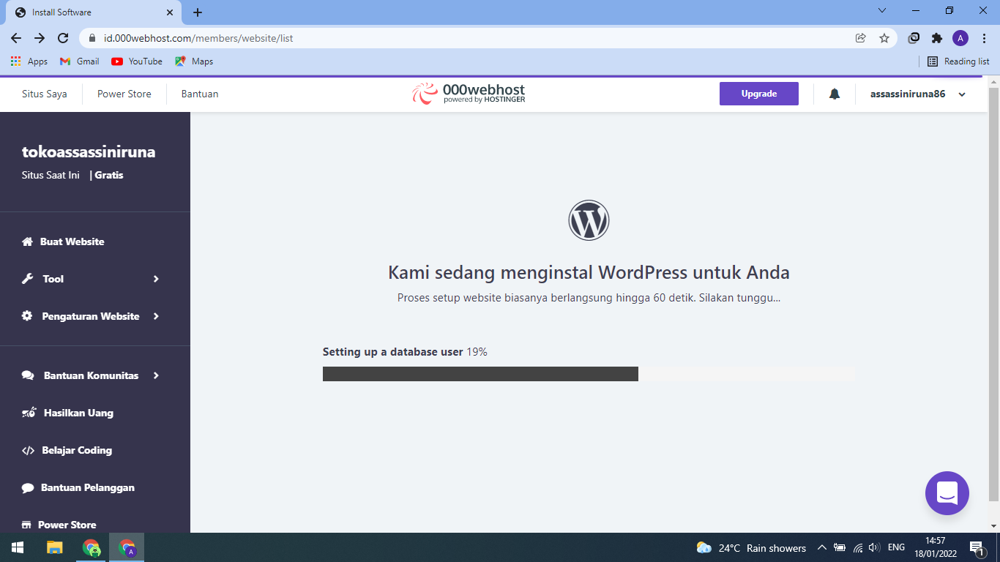 Install Software
id.000webhost.com/members/website/list
A
Apps
Gmail
YouTube
Maps
Reading list
Situs Saya
Power Store
Bantuan
000webhost
powered by HOSTINGER
Upgrade
assassiniruna86
tokoassassiniruna
Situs Saat Ini | Gratis
Buat Website
Tool
Pengaturan Website
Bantuan Komunitas
Hasilkan Uang
Belajar Coding
Bantuan Pelanggan
Power Store
Kami sedang menginstal WordPress untuk Anda
Proses setup website biasanya berlangsung hingga 60 detik. Silakan tunggu...
Setting up a database user 19%
A
24°C Rain showers
ENG
14:57
18/01/2022
1